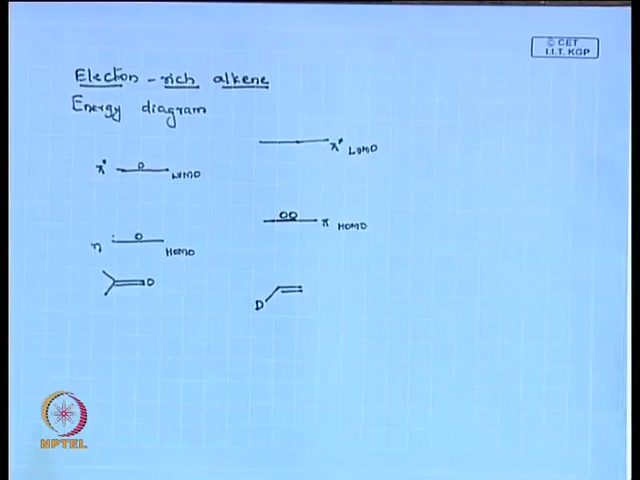 © CET
I.I.T. KGP
Electron - rich alkene
Energy diagram
π* LUMO
π* LUMO
π HOMO
n HOMO
O
D
NPTEL